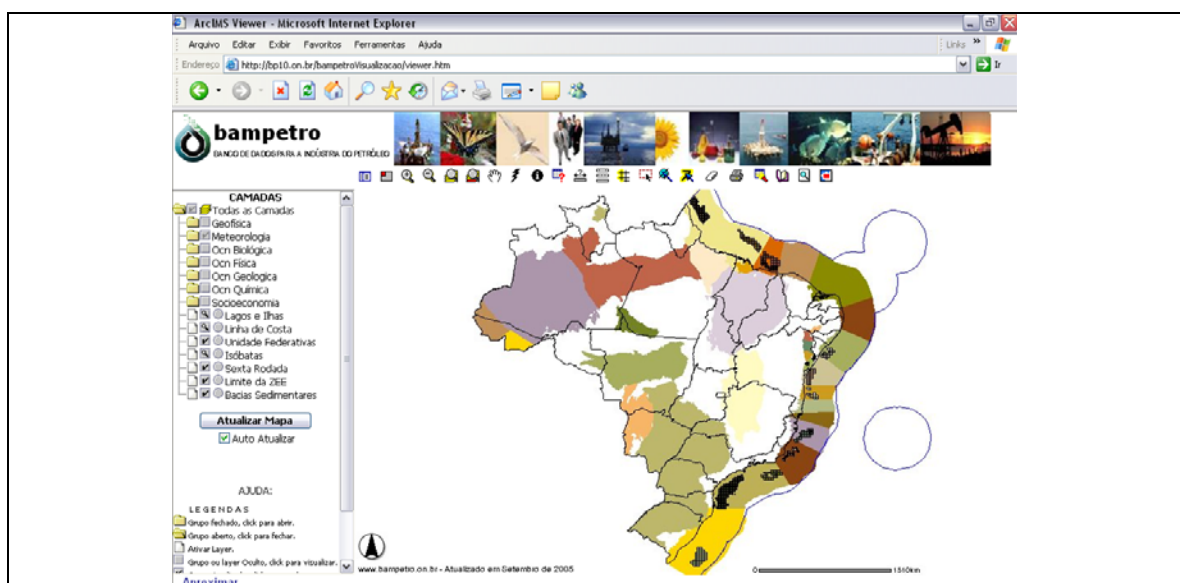 ArcIMS Viewer - Microsoft Internet Explorer
Arquivo Editar Exibir Favoritos Ferramentas Ajuda Links »
Endereço http://bp10.on.br/bampetroVisualizacao/viewer.htm Ir
bampetro
BANCO DE DADOS PARA A INDÚSTRIA DO PETRÓLEO
CAMADAS
Todas as Camadas
Geofísica
Meteorologia
Ocn Biológica
Ocn Física
Ocn Geologica
Ocn Química
Socioeconomia
Lagos e Ilhas
Linha de Costa
Unidade Federativas
Isóbatas
Sexta Rodada
Limite da ZEE
Bacias Sedimentares
Atualizar Mapa
Auto Atualizar
AJUDA:
LEGENDAS
Grupo fechado, click para abrir.
Grupo aberto, click para fechar.
Ativar Layer.
Grupo ou layer Oculto, click para visualizar.
Aproximar
www.bampetro.on.br - Atualizado em Setembro de 2005
0 1510km